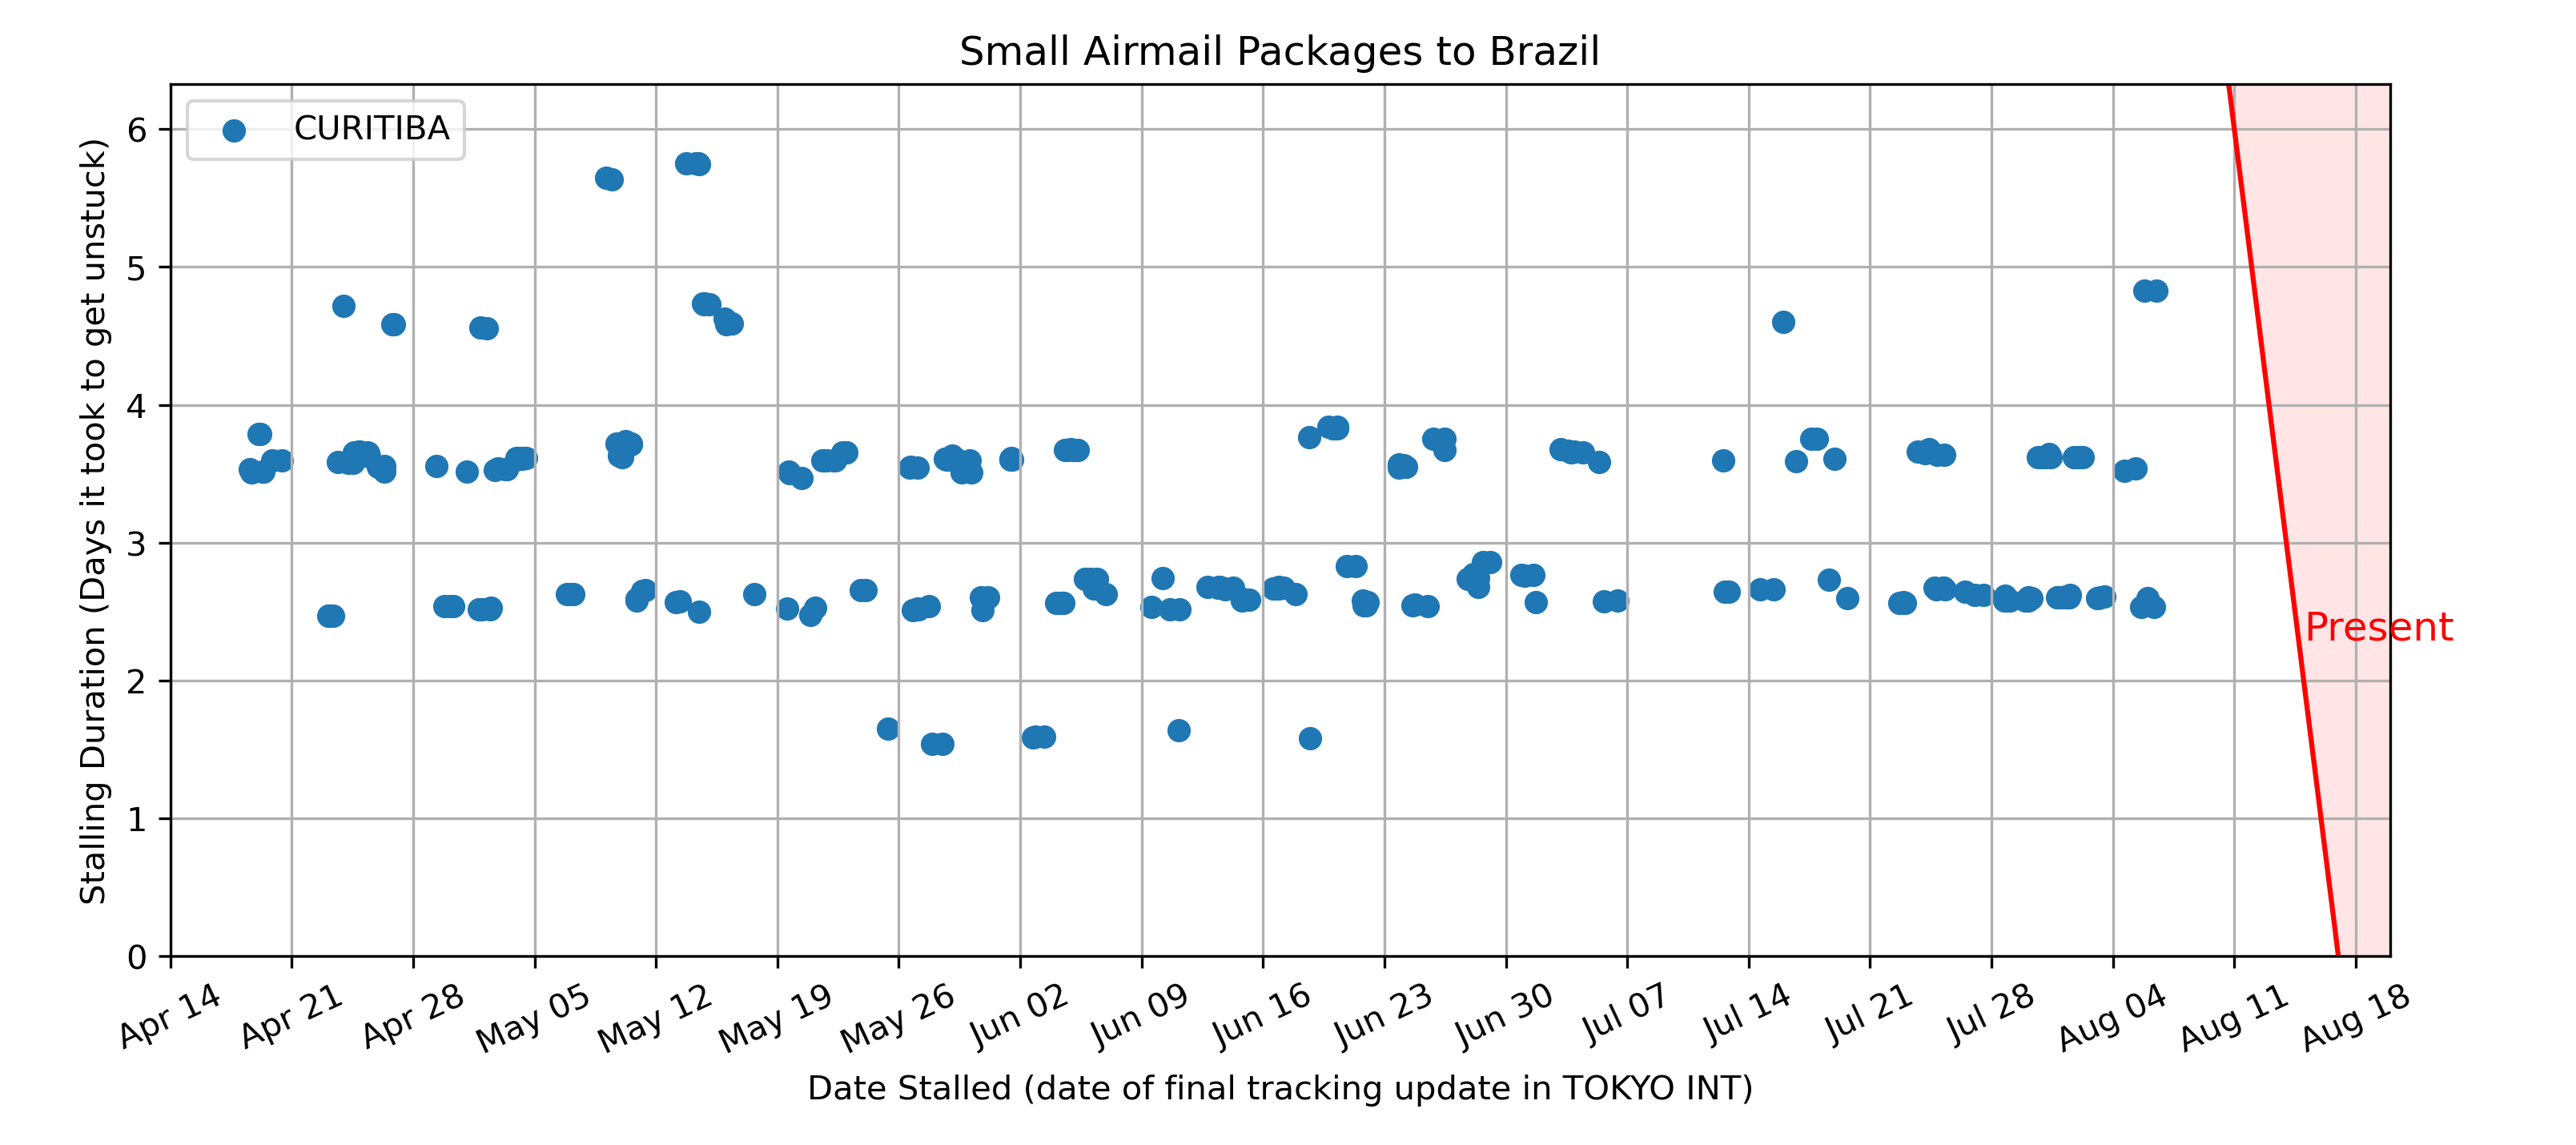 Small Airmail Packages to Brazil
CURITIBA
Stalling Duration (Days it took to get unstuck)
6
5
4
3
2
1
0
Present
Apr 14
Apr 21
Apr 28
May 05
May 12
May 19
May 26
Jun 02
Jun 09
Jun 16
Jun 23
Jun 30
Jul 07
Jul 14
Jul 21
Jul 28
Aug 04
Aug 11
Aug 18
Date Stalled (date of final tracking update in TOKYO INT)